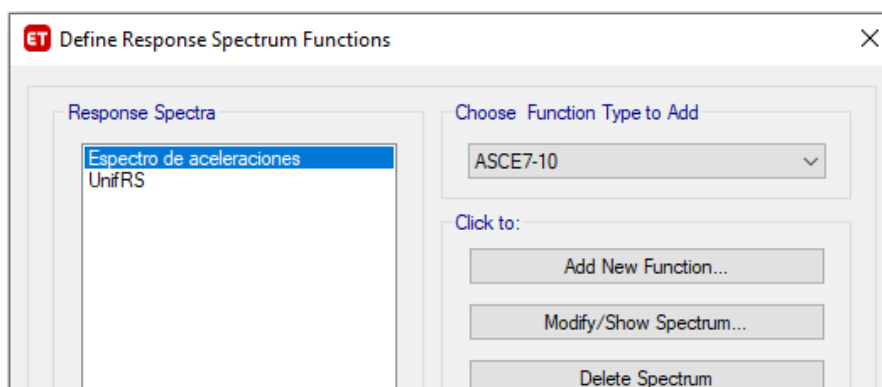 ET Define Response Spectrum Functions
Response Spectra
Espectro de aceleraciones
UnifRS
Choose Function Type to Add
ASCE7-10
Click to:
Add New Function...
Modify/Show Spectrum...
Delete Spectrum